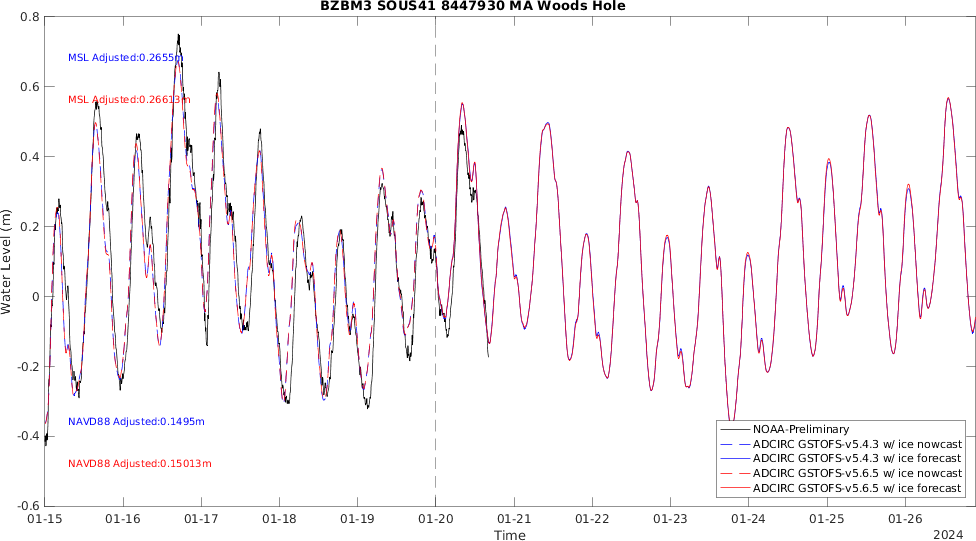 BZBM3 SOUS41 8447930 MA Woods Hole
0.8
0.6
0.4
0.2
0
-0.2
-0.4
-0.6
Water Level (m)
MSL Adjusted:0.2655m
MSL Adjusted:0.26613m
NAVD88 Adjusted:0.1495m
NAVD88 Adjusted:0.15013m
NOAA-Preliminary
ADCIRC GSTOFS-v5.4.3 w/ ice nowcast
ADCIRC GSTOFS-v5.4.3 w/ ice forecast
ADCIRC GSTOFS-v5.6.5 w/ ice nowcast
ADCIRC GSTOFS-v5.6.5 w/ ice forecast
01-15 01-16 01-17 01-18 01-19 01-20 01-21 01-22 01-23 01-24 01-25 01-26
Time
2024